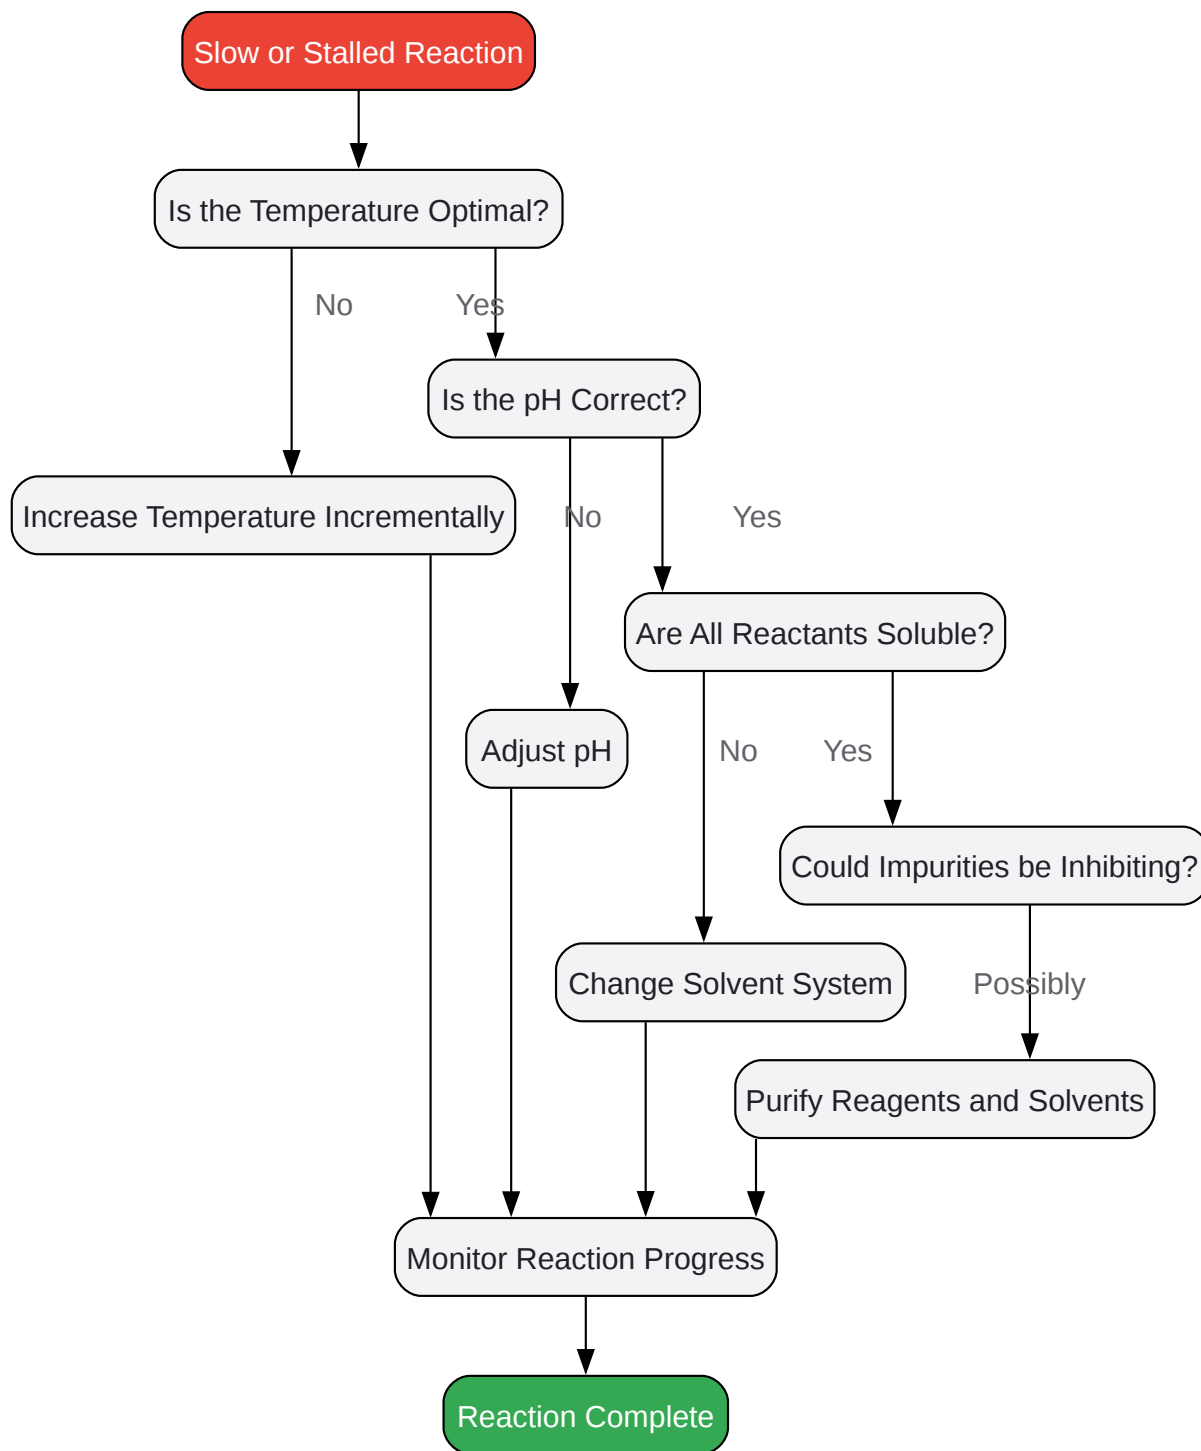 Slow or Stalled Reaction
Is the Temperature Optimal?
No
Yes
Is the pH Correct?
Increase Temperature Incrementally
No
Yes
Are All Reactants Soluble?
Adjust pH
No
Yes
Could Impurities be Inhibiting?
Change Solvent System
Possibly
Purify Reagents and Solvents
Monitor Reaction Progress
Reaction Complete